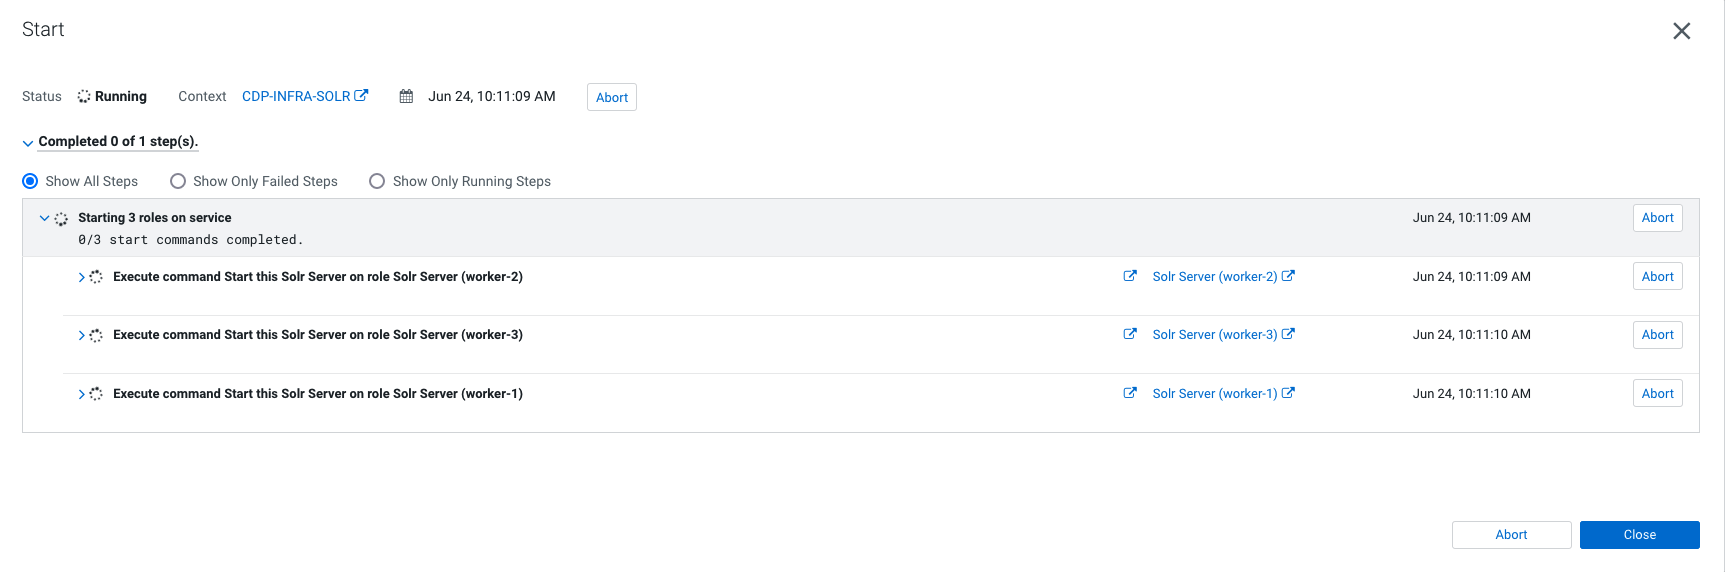 Start
Status Running Context CDP-INFRA-SOLR Jun 24, 10:11:09 AM Abort
Completed 0 of 1 step(s).
Show All Steps Show Only Failed Steps Show Only Running Steps
Starting 3 roles on service Jun 24, 10:11:09 AM Abort
0/3 start commands completed.
Execute command Start this Solr Server on role Solr Server (worker-2) Solr Server (worker-2) Jun 24, 10:11:09 AM Abort
Execute command Start this Solr Server on role Solr Server (worker-3) Solr Server (worker-3) Jun 24, 10:11:10 AM Abort
Execute command Start this Solr Server on role Solr Server (worker-1) Solr Server (worker-1) Jun 24, 10:11:10 AM Abort
Abort Close